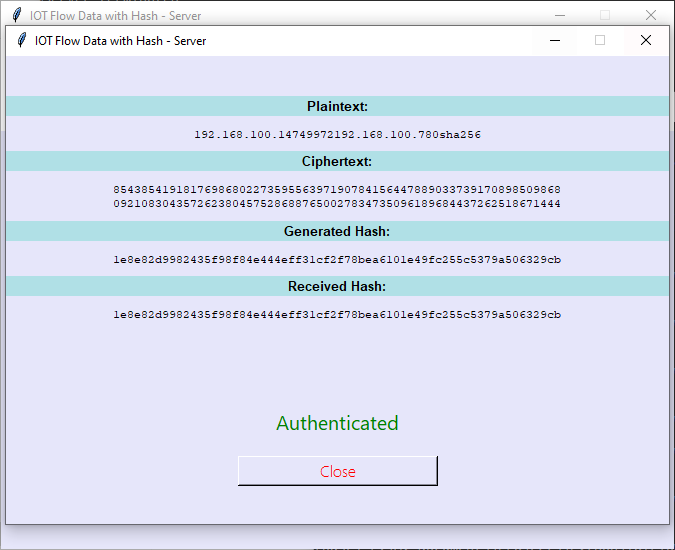 IOT Flow Data with Hash - Server
IOT Flow Data with Hash - Server
Plaintext:
192.168.100.14749972192.168.100.780sha256
Ciphertext:
8543854191817698680227359556397190784156447889033739170898509868
0921083043572623804575286887650027834735096189684437262518671444
Generated Hash:
1e8e82d9982435f98f84e444eff31cf2f78bea6101e49fc255c5379a506329cb
Received Hash:
1e8e82d9982435f98f84e444eff31cf2f78bea6101e49fc255c5379a506329cb
Authenticated
Close